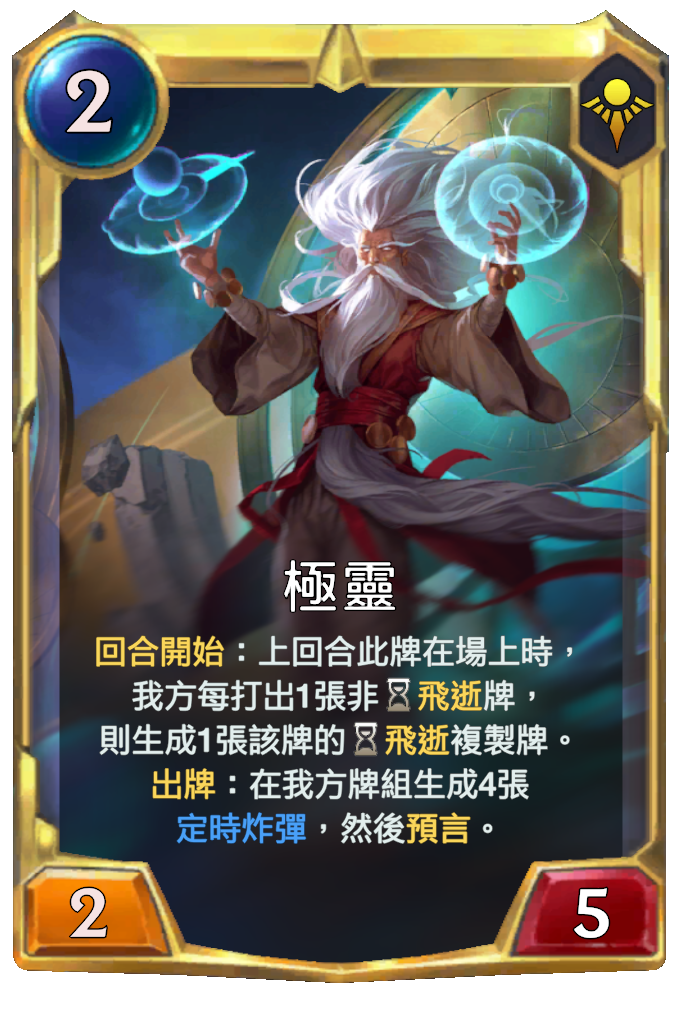 2
極靈
回合開始：上回合此牌在場上時，
我方每打出1張非飛逝牌，
則生成1張該牌的飛逝複製牌。
出牌：在我方牌組生成4張
定時炸彈，然後預言。
2
5